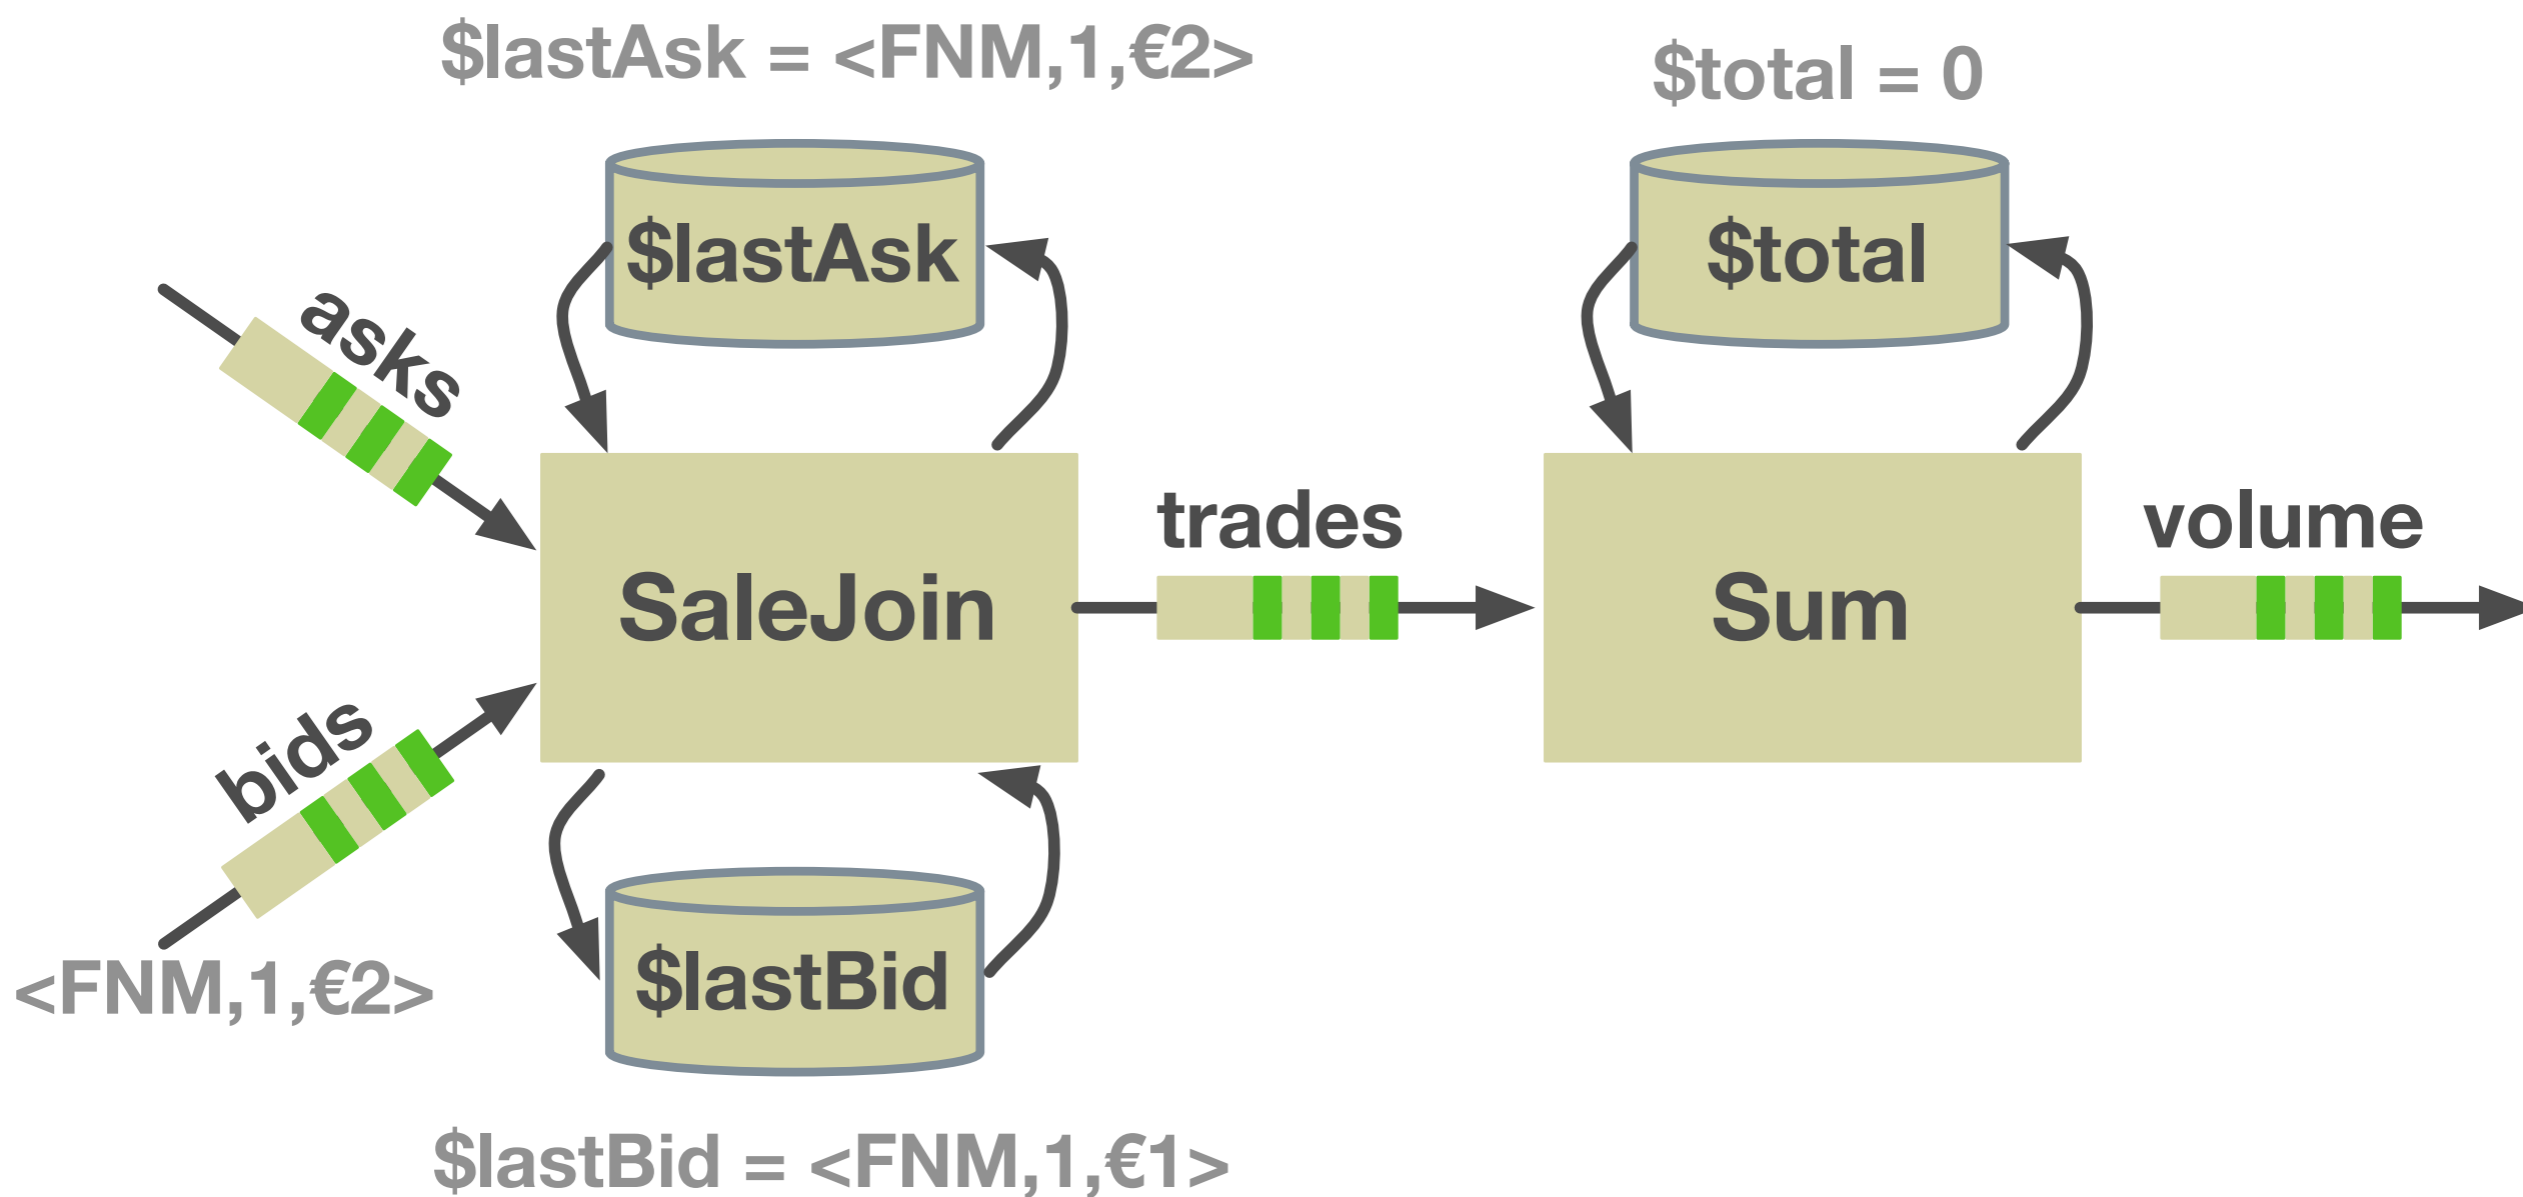 $lastAsk = <FNM,1,€2>
$total = 0
$lastAsk
$total
asks
trades
volume
SaleJoin
Sum
bids
<FNM,1,€2>
$lastBid
$lastBid = <FNM,1,€1>